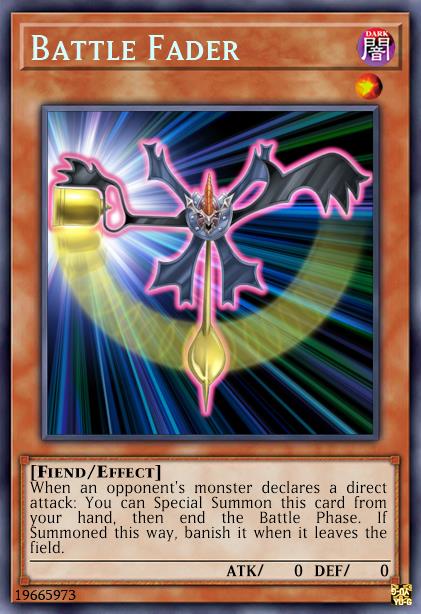 BATTLE FADER
DARK
闇
[FIEND/EFFECT]
When an opponent's monster declares a direct
attack: You can Special Summon this card from
your hand, then end the Battle Phase. If
Summoned this way, banish it when it leaves the
field.
ATK/ 0 DEF/ 0
19665973